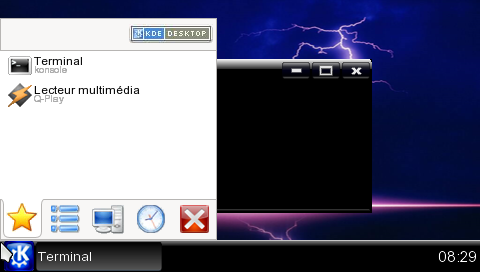 KDE DESKTOP
Terminal
konsole
Lecteur multimédia
Q-Play
Terminal
08:29